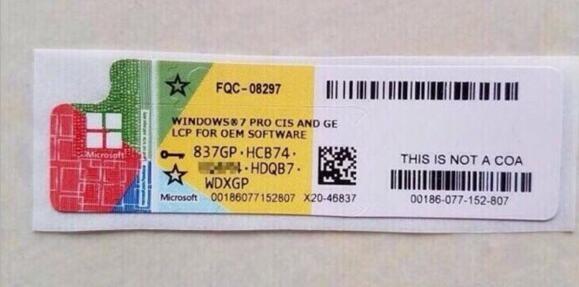 FQC-08297
WINDOWS®7 PRO CIS AND GE
LCP FOR OEM SOFTWARE
837GP·HCB74·
·HDQB7·
WDXGP
Microsoft
Microsoft 00186077152807 X20-46837
THIS IS NOT A COA
00186-077-152-807